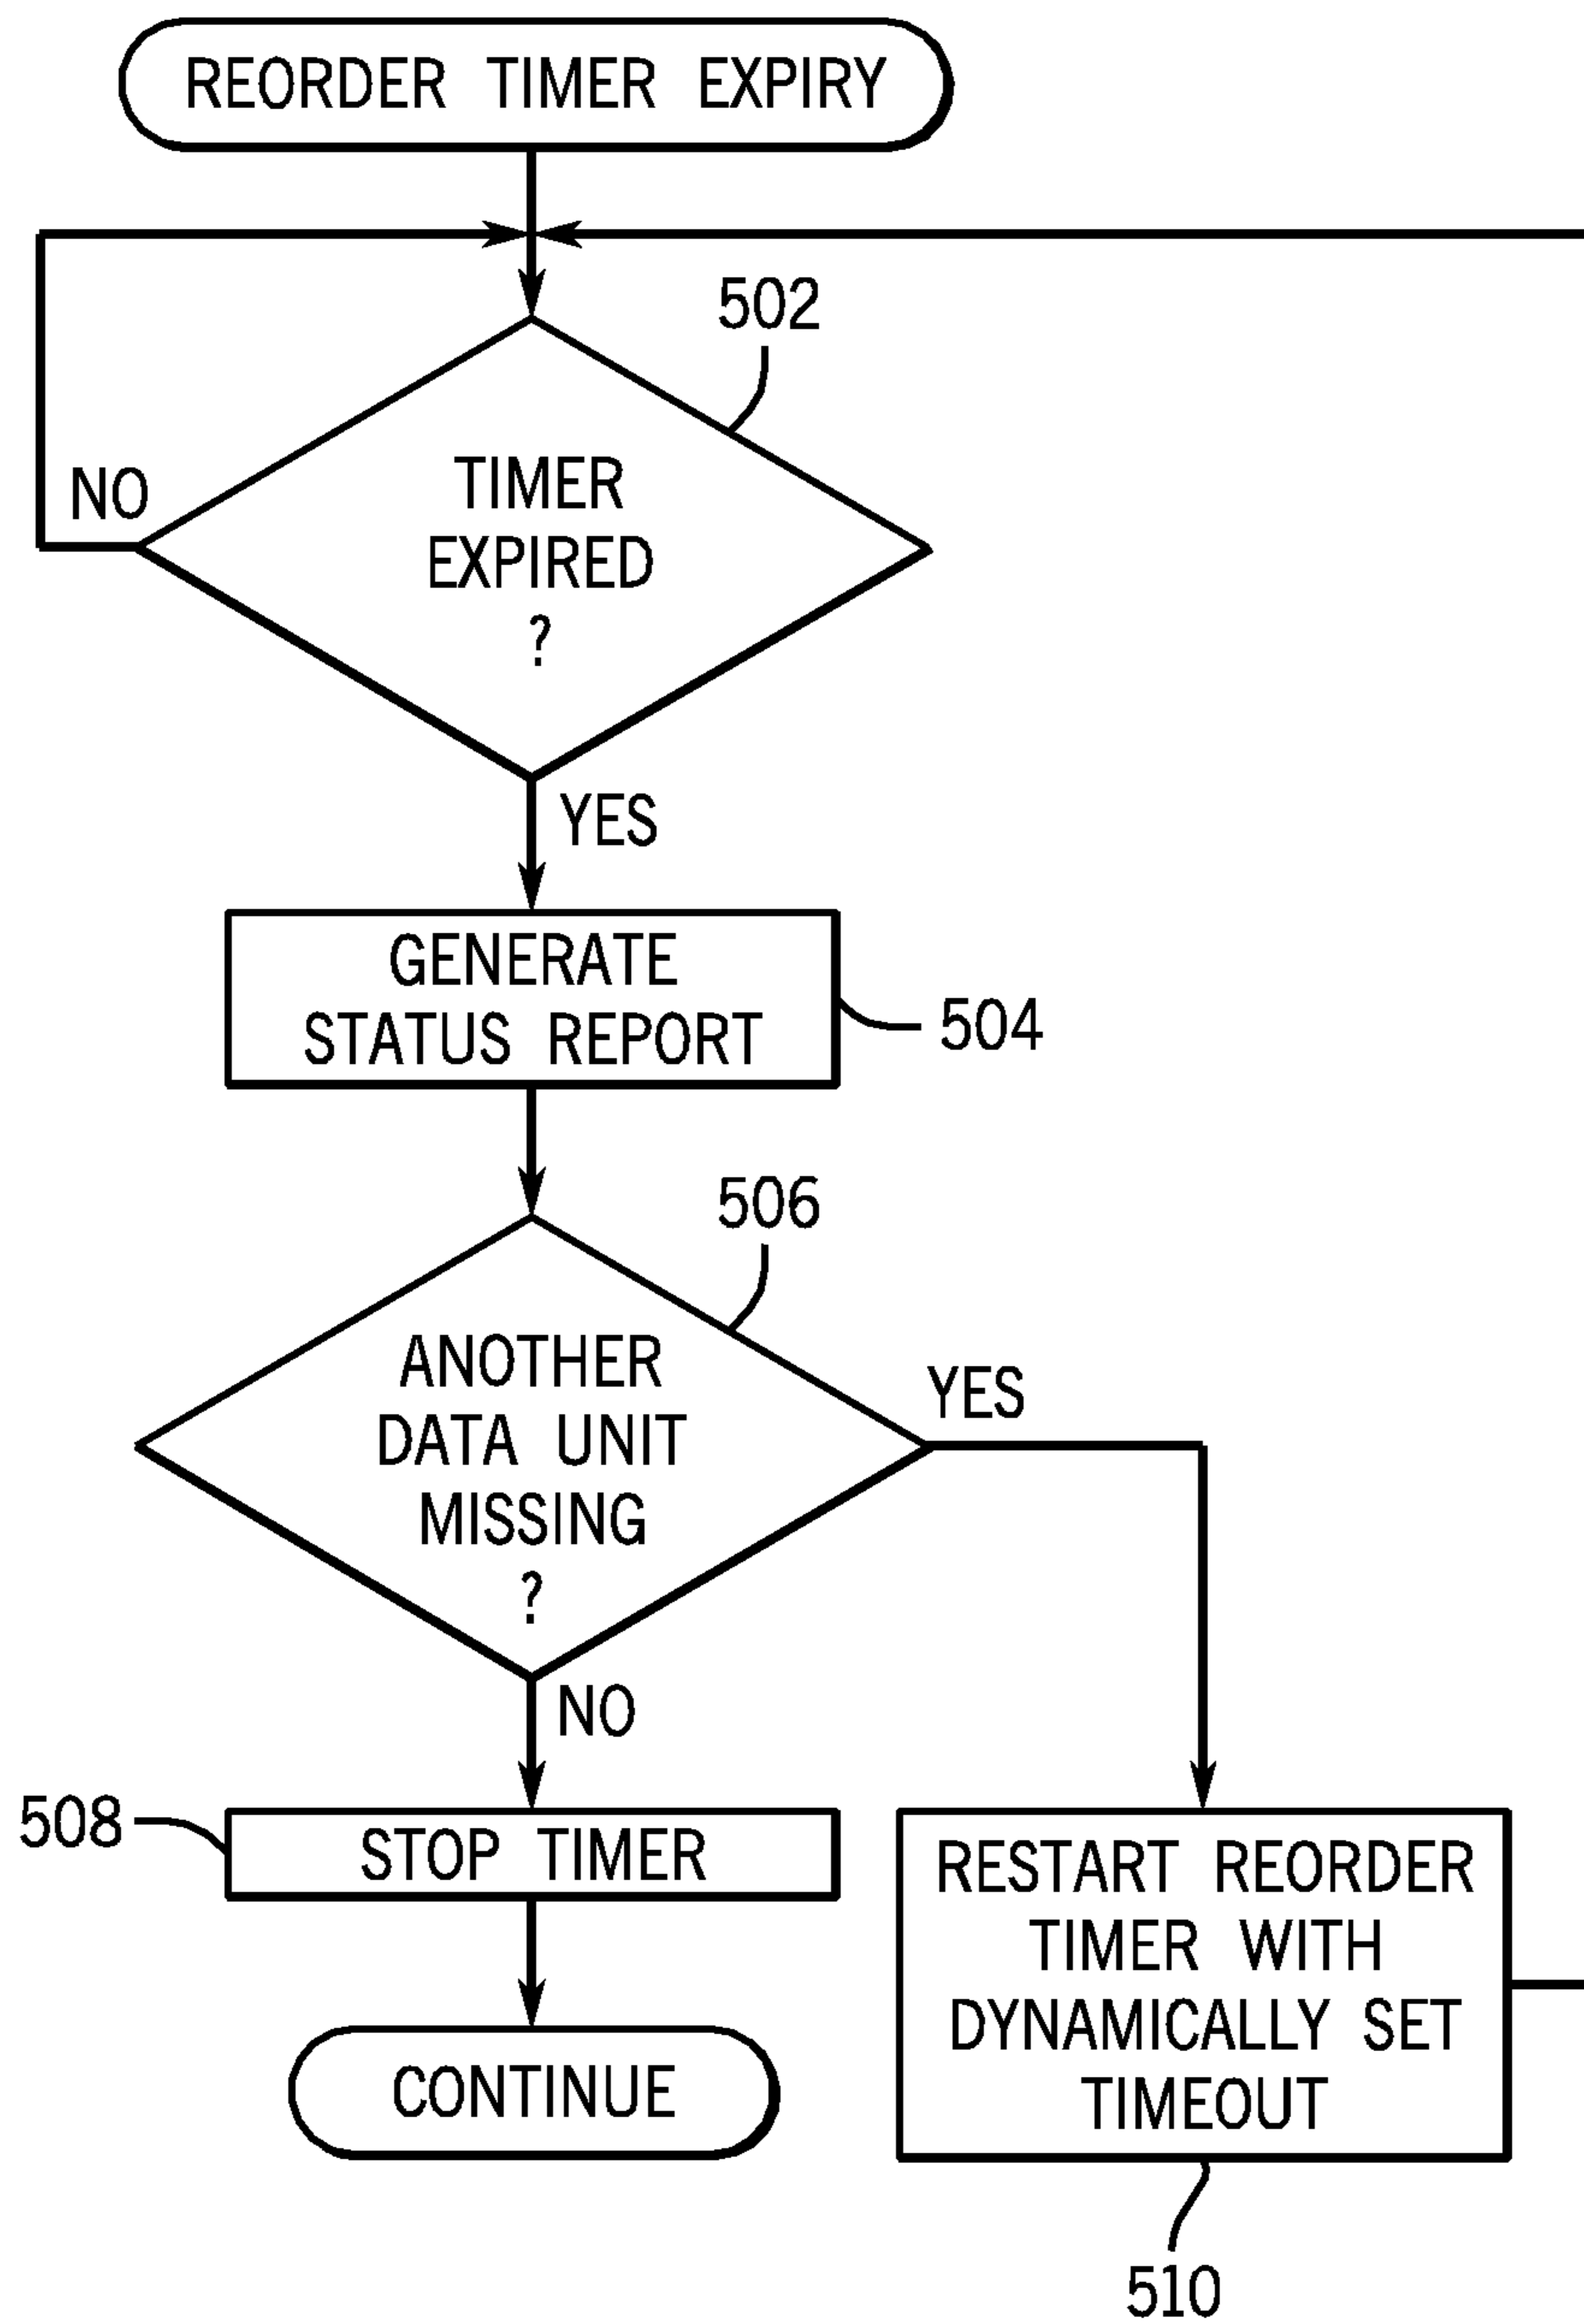 REORDER TIMER EXPIRY
502
NO
TIMER
EXPIRED
?
YES
GENERATE
STATUS REPORT
504
506
ANOTHER
DATA UNIT
MISSING
?
YES
NO
508
STOP TIMER
RESTART REORDER
TIMER WITH
DYNAMICALLY SET
TIMEOUT
CONTINUE
510